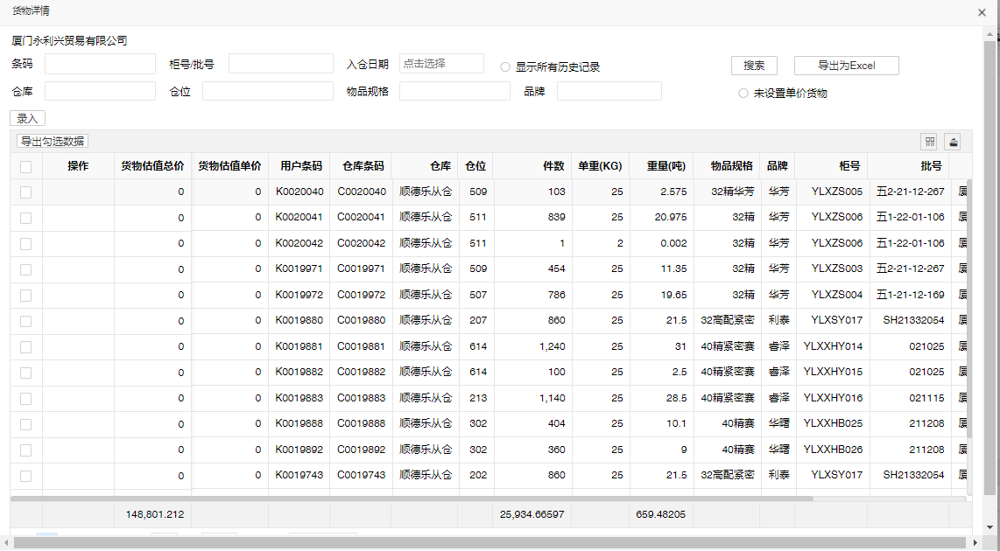 货物详情
厦门永利兴贸易有限公司
条码 柜号/批号 入仓日期 点击选择 显示所有历史记录 搜索 导出为Excel
仓库 仓位 物品规格 品牌 未设置单价货物
录入
导出勾选数据
操作 货物估值总价 货物估值单价 用户条码 仓库条码 仓库 仓位 件数 单重(KG) 重量(吨) 物品规格 品牌 柜号 批号
0 0 K0020040 C0020040 顺德乐从仓 509 103 25 2.575 32精华芳 华芳 YLXZS005 五2-21-12-267 厦
0 0 K0020041 C0020041 顺德乐从仓 511 839 25 20.975 32精 华芳 YLXZS006 五1-22-01-106 厦
0 0 K0020042 C0020042 顺德乐从仓 511 1 2 0.002 32精 华芳 YLXZS006 五1-22-01-106 厦
0 0 K0019971 C0019971 顺德乐从仓 509 454 25 11.35 32精 华芳 YLXZS003 五2-21-12-267 厦
0 0 K0019972 C0019972 顺德乐从仓 507 786 25 19.65 32精 华芳 YLXZS004 五1-21-12-169 厦
0 0 K0019880 C0019880 顺德乐从仓 207 860 25 21.5 32高配紧密 利泰 YLXSY017 SH21332054 厦
0 0 K0019881 C0019881 顺德乐从仓 614 1,240 25 31 40精紧密赛 睿泽 YLXXHY014 021025 厦
0 0 K0019882 C0019882 顺德乐从仓 614 100 25 2.5 40精紧密赛 睿泽 YLXXHY015 021025 厦
0 0 K0019883 C0019883 顺德乐从仓 213 1,140 25 28.5 40精紧密赛 睿泽 YLXXHY016 021115 厦
0 0 K0019888 C0019888 顺德乐从仓 302 404 25 10.1 40精赛 华曙 YLXXHB025 211208 厦
0 0 K0019892 C0019892 顺德乐从仓 302 360 25 9 40精赛 华曙 YLXXHB026 211208 厦
0 0 K0019743 C0019743 顺德乐从仓 202 860 25 21.5 32高配紧密 利泰 YLXSY017 SH21332054 厦
148,801.212 25,934.66597 659.48205